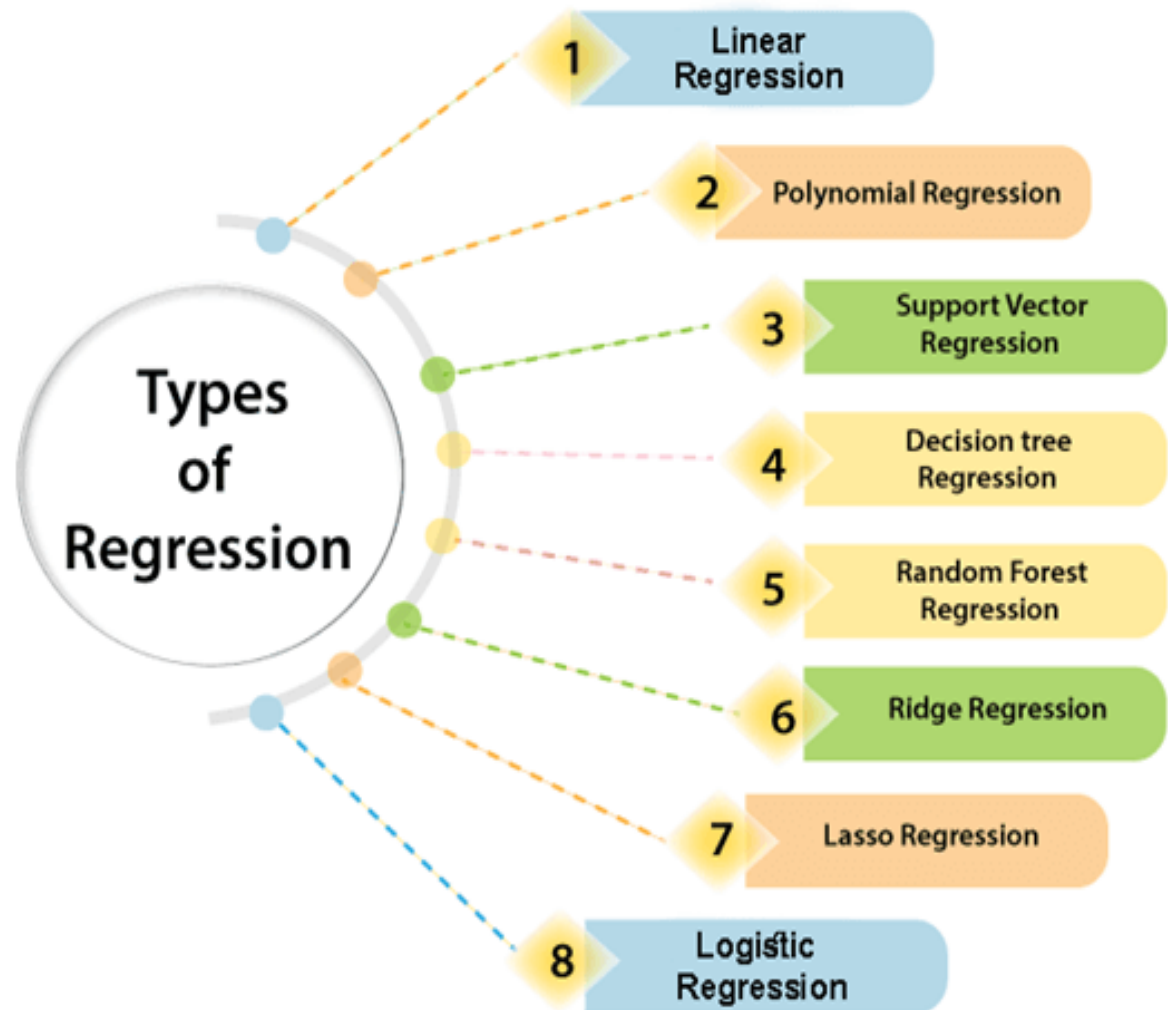 Types
of
Regression
1
Linear
Regression
2
Polynomial Regression
3
Support Vector
Regression
4
Decision tree
Regression
5
Random Forest
Regression
6
Ridge Regression
7
Lasso Regression
8
Logistic
Regression